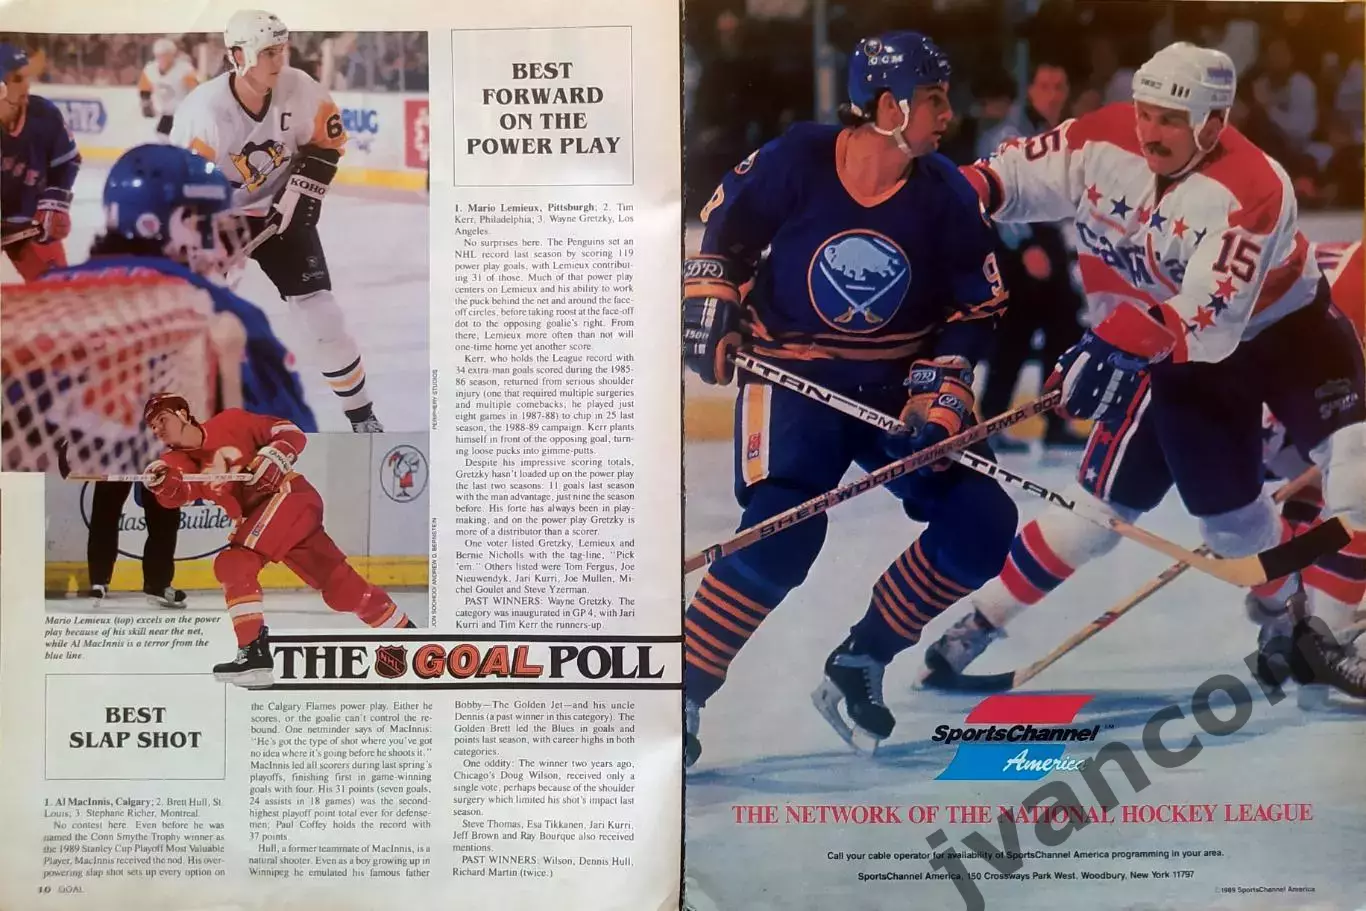 BEST
FORWARD
ON THE
POWER PLAY
1. Mario Lemieux, Pittsburgh; 2. Tim
Kerr, Philadelphia; 3. Wayne Gretzky, Los
Angeles.
No surprises here. The Penguins set an
NHL record last season by scoring 119
power play goals, with Lemieux contribut-
ing 31 of those. Much of that power play
centers on Lemieux and his ability to work
the puck behind the net and around the face-
off circles, before taking roost at the face-off
dot to the opposing goalie's right. From
there, Lemieux more often than not will
one-time home yet another score.
Kerr, who holds the League record with
34 extra-man goals scored during the 1985-
86 season, returned from serious shoulder
injury (one that required multiple surgeries
and multiple comebacks; he played just
eight games in 1987-88) to chip in 25 last
season, the 1988-89 campaign. Kerr plants
himself in front of the opposing goal, turn-
ing loose pucks into gimme-putts.
Despite his impressive scoring totals,
Gretzky hasn't loaded up on the power play
the last two seasons: 11 goals last season
with the man advantage, just nine the season
before. His forte has always been in play-
making, and on the power play Gretzky is
more of a distributor than a scorer.
One voter listed Gretzky, Lemieux and
Bernie Nicholls with the tag-line, "Pick
'em." Others listed were Tom Fergus, Joe
Nieuwendyk, Jari Kurri, Joe Mullen, Mi-
chel Goulet and Steve Yzerman.
PAST WINNERS: Wayne Gretzky. The
category was inaugurated in GP 4, with Jari
Kurri and Tim Kerr the runners-up.
PERIPHERY STUDIOS
JON SOOHOO/ ANDREW D. BERNSTEIN
C
KOHO
Master Builder
Mario Lemieux (top) excels on the power
play because of his skill near the net,
while Al MacInnis is a terror from the
blue line.
THE NHL GOAL POLL
BEST
SLAP SHOT
1. Al MacInnis, Calgary; 2. Brett Hull, St.
Louis; 3. Stephane Richer, Montreal.
No contest here. Even before he was
named the Conn Smythe Trophy winner as
the 1989 Stanley Cup Playoff Most Valuable
Player, MacInnis received the nod. His over-
powering slap shot sets up every option on
the Calgary Flames power play. Either he
scores, or the goalie can't control the re-
bound. One netminder says of MacInnis:
"He's got the type of shot where you've got
no idea where it's going before he shoots it."
MacInnis led all scorers during last spring's
playoffs, finishing first in game-winning
goals with four. His 31 points (seven goals,
24 assists in 18 games) was the second-
highest playoff point total ever for defense-
men; Paul Coffey holds the record with
37 points.
Hull, a former teammate of MacInnis, is a
natural shooter. Even as a boy growing up in
Winnipeg he emulated his famous father
Bobby—The Golden Jet—and his uncle
Dennis (a past winner in this category). The
Golden Brett led the Blues in goals and
points last season, with career highs in both
categories.
One oddity: The winner two years ago,
Chicago's Doug Wilson, received only a
single vote, perhaps because of the shoulder
surgery which limited his shot's impact last
season.
Steve Thomas, Esa Tikkanen, Jari Kurri,
Jeff Brown and Ray Bourque also received
mentions.
PAST WINNERS: Wilson, Dennis Hull,
Richard Martin (twice.)
10 GOAL
CCM
15
15
DR
DR
TITAN TPM
TITAN
SHER-WOOD FEATHER-GLAS P.M.P.
SportsChannel™
America
THE NETWORK OF THE NATIONAL HOCKEY LEAGUE
Call your cable operator for availability of SportsChannel America programming in your area.
SportsChannel America, 150 Crossways Park West, Woodbury, New York 11797
©1989 SportsChannel America
jvancom